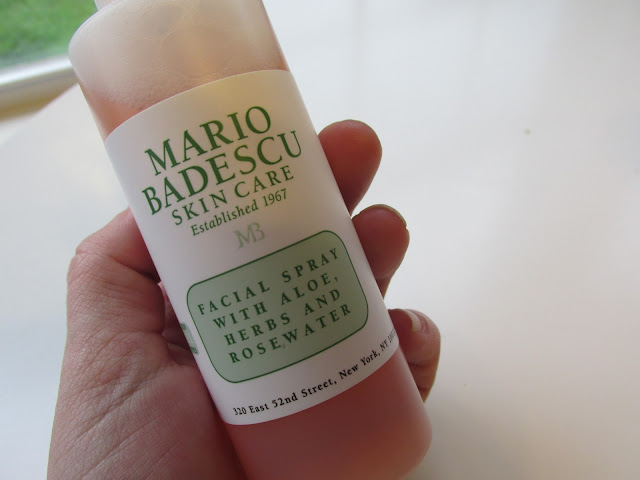 MARIO
BADESCU
SKIN CARE
Established 1967
MB
FACIAL SPRAY
WITH ALOE,
HERBS AND
ROSEWATER
320 East 52nd Street, New York, NY